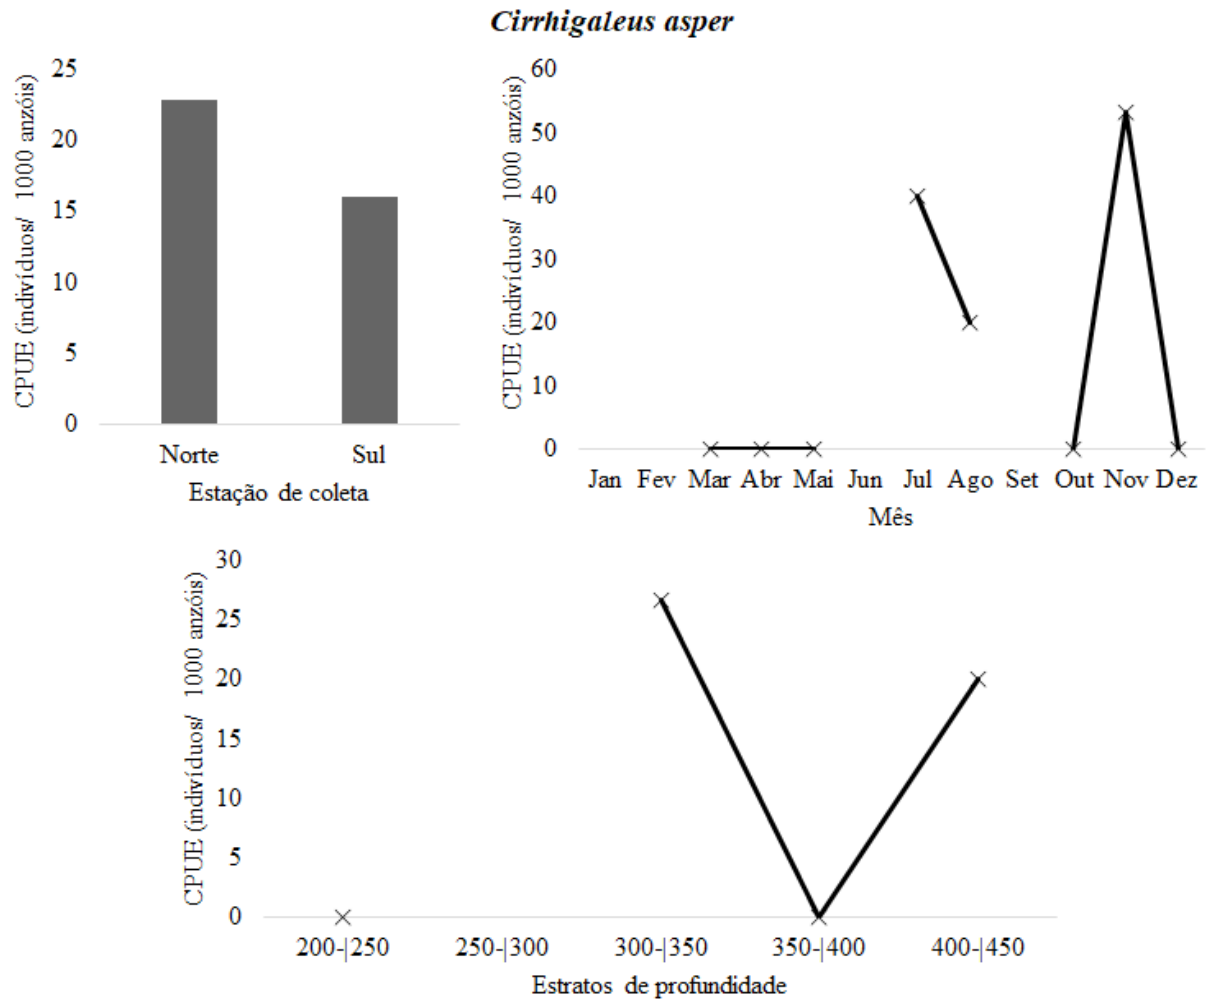 Cirrhigaleus asper
CPUE (indivíduos/ 1000 anzóis)
25
20
15
10
5
0
Norte Sul
Estação de coleta
CPUE (indivíduos/ 1000 anzóis)
60
50
40
30
20
10
0
Jan Fev Mar Abr Mai Jun Jul Ago Set Out Nov Dez
Mês
CPUE (indivíduos/ 1000 anzóis)
30
25
20
15
10
5
0
200-|250 250-|300 300-|350 350-|400 400-|450
Estratos de profundidade